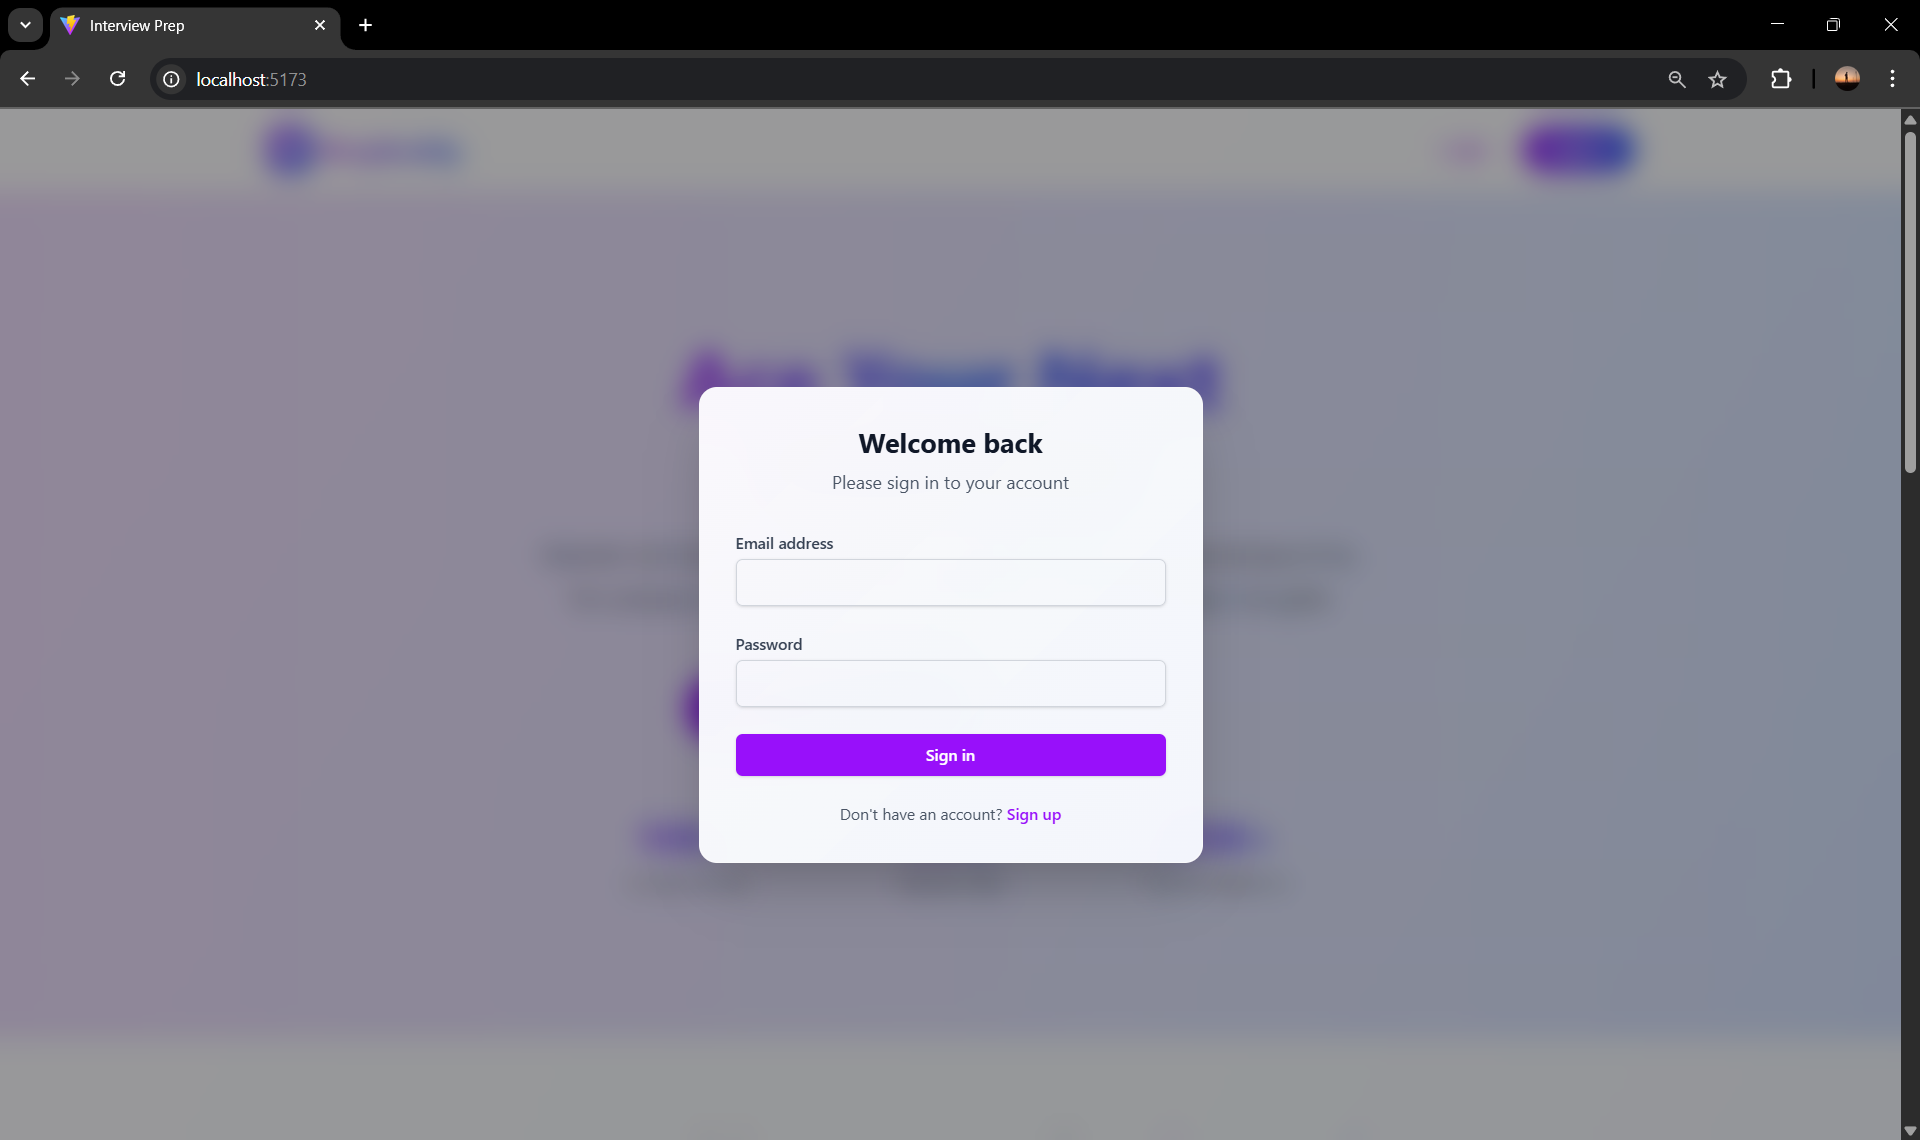 Interview Prep
localhost:5173
Welcome back
Please sign in to your account
Email address
Password
Sign in
Don't have an account? Sign up